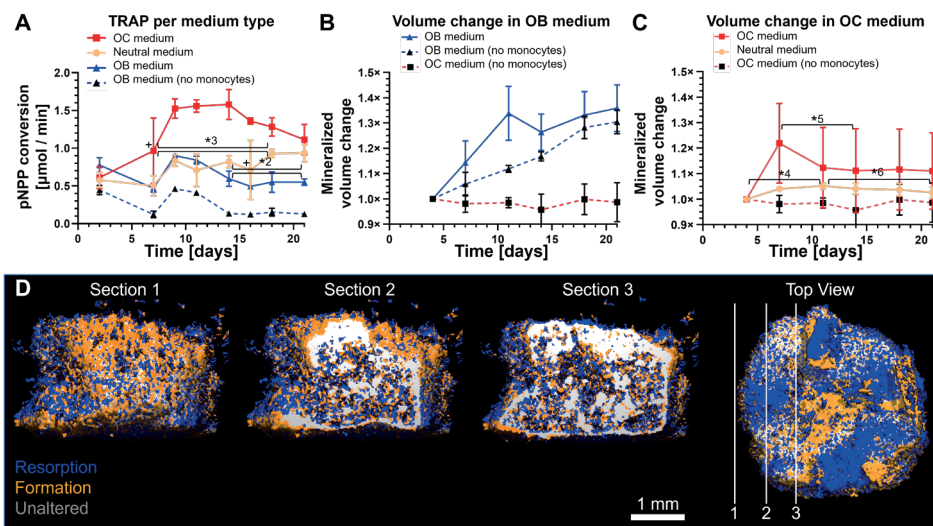 A
TRAP per medium type
OC medium
Neutral medium
OB medium
OB medium (no monocytes)
pNPP conversion
[μmol / min]
2.0
1.5
1.0
0.5
0.0
+
*3
+
*2
0 5 10 15 20
Time [days]
B
Volume change in OB medium
OB medium
OB medium (no monocytes)
OC medium (no monocytes)
Mineralized
volume change
1.5×
1.4×
1.3×
1.2×
1.1×
1.0×
0.9×
0 5 10 15 20
Time [days]
C
Volume change in OC medium
OC medium
Neutral medium
OC medium (no monocytes)
Mineralized
volume change
1.5×
1.4×
1.3×
1.2×
1.1×
1.0×
0.9×
*5
*4
*6
0 5 10 15 20
Time [days]
D
Section 1
Section 2
Section 3
Top View
Resorption
Formation
Unaltered
1 mm
1 2 3